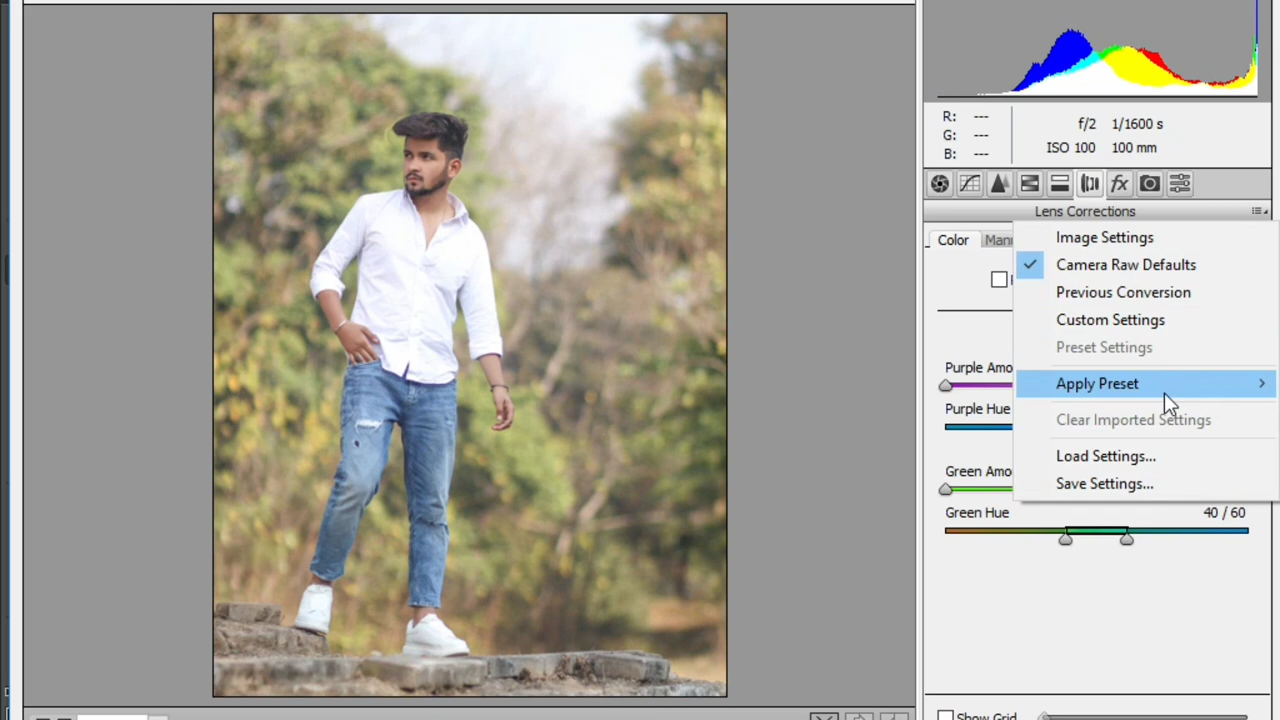 R: ---
G: ---
B: ---
f/2 1/1600 s
ISO 100 100 mm
fx
Lens Corrections
Color
Image Settings
Camera Raw Defaults
Previous Conversion
Custom Settings
Preset Settings
Apply Preset
Clear Imported Settings
Load Settings...
Save Settings...
Purple Amo
Purple Hue
Green Amo
Green Hue 40 / 60
Show Grid